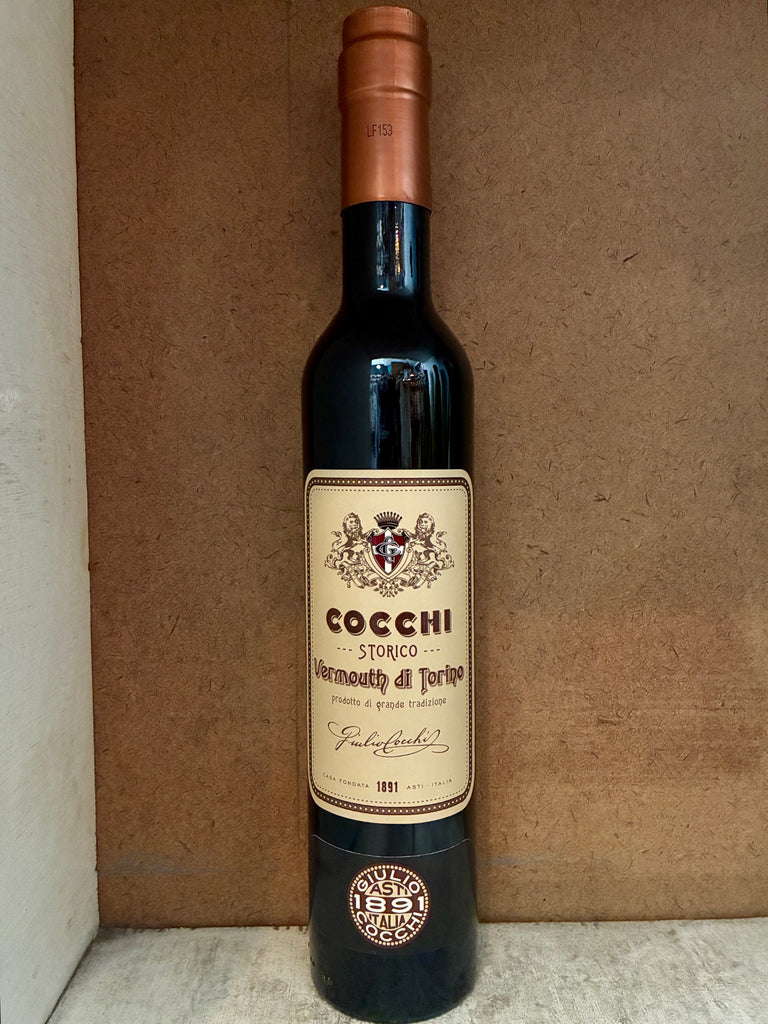 LF153
COCCHI
--- STORICO ---
Vermouth di Torino
prodotto di grande tradizione
Giulio Cocchi
CASA FONDATA 1891 ASTI - ITALIA
GIULIO
ASTI
1891
ITALIA
COCCHI